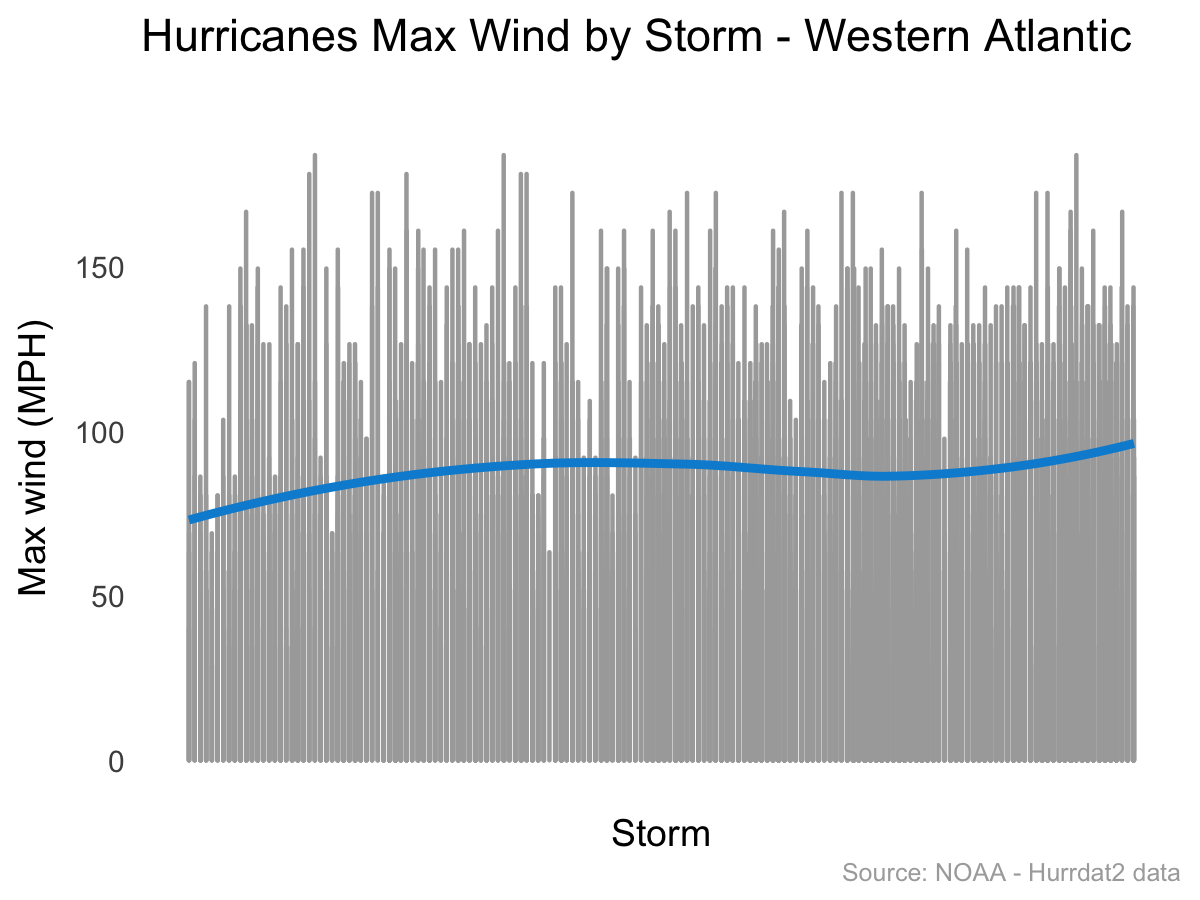 Hurricanes Max Wind by Storm - Western Atlantic
Max wind (MPH)
150
100
50
0
Storm
Source: NOAA - Hurrdat2 data